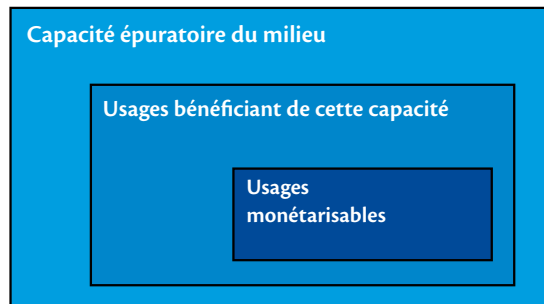 Capacité épuratoire du milieu
Usages bénéficiant de cette capacité
Usages
monétarisables